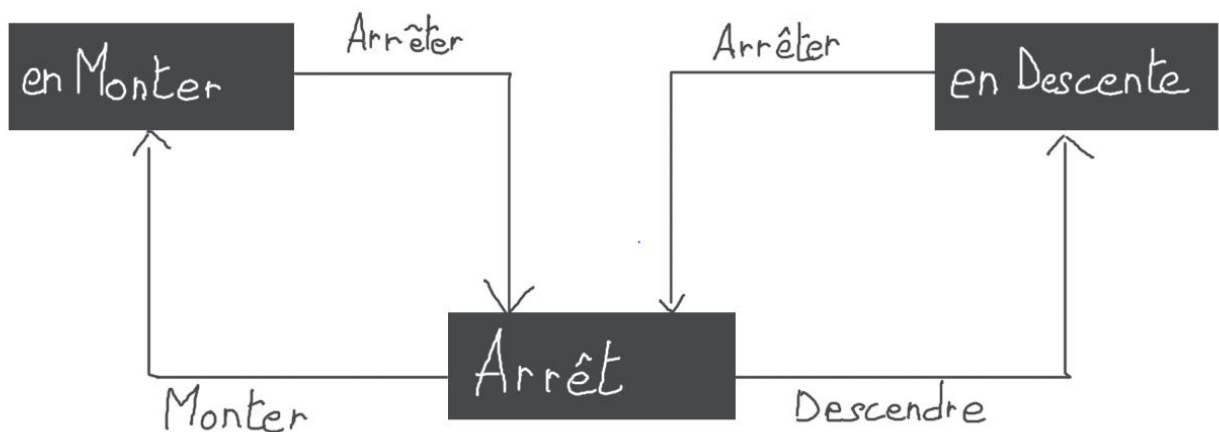 Arrêter
Arrêter
en Monter
en Descente
Arrêt
Monter
Descendre